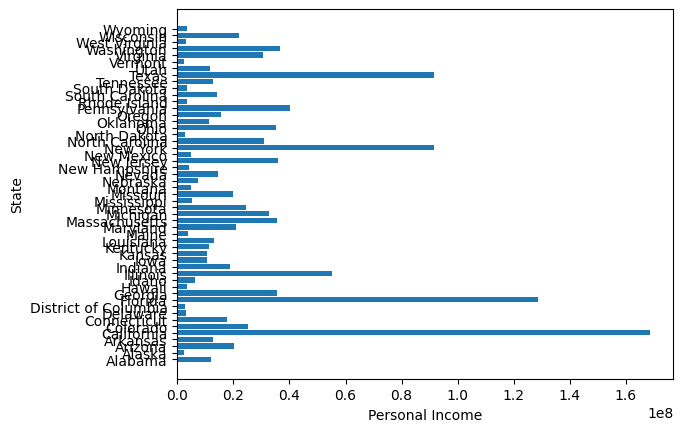 Wyoming
Wisconsin
West Virginia
Washington
Virginia
Vermont
Utah
Texas
Tennessee
South Dakota
South Carolina
Rhode Island
Pennsylvania
Oregon
Oklahoma
Ohio
North Dakota
North Carolina
New York
New Mexico
New Jersey
New Hampshire
Nevada
Nebraska
Montana
Missouri
Mississippi
Minnesota
Michigan
Massachusetts
Maryland
Maine
Louisiana
Kentucky
Kansas
Iowa
Indiana
Illinois
Idaho
Hawaii
Georgia
Florida
District of Columbia
Delaware
Connecticut
Colorado
California
Arkansas
Arizona
Alaska
Alabama
State
0.0 0.2 0.4 0.6 0.8 1.0 1.2 1.4 1.6
Personal Income
1e8